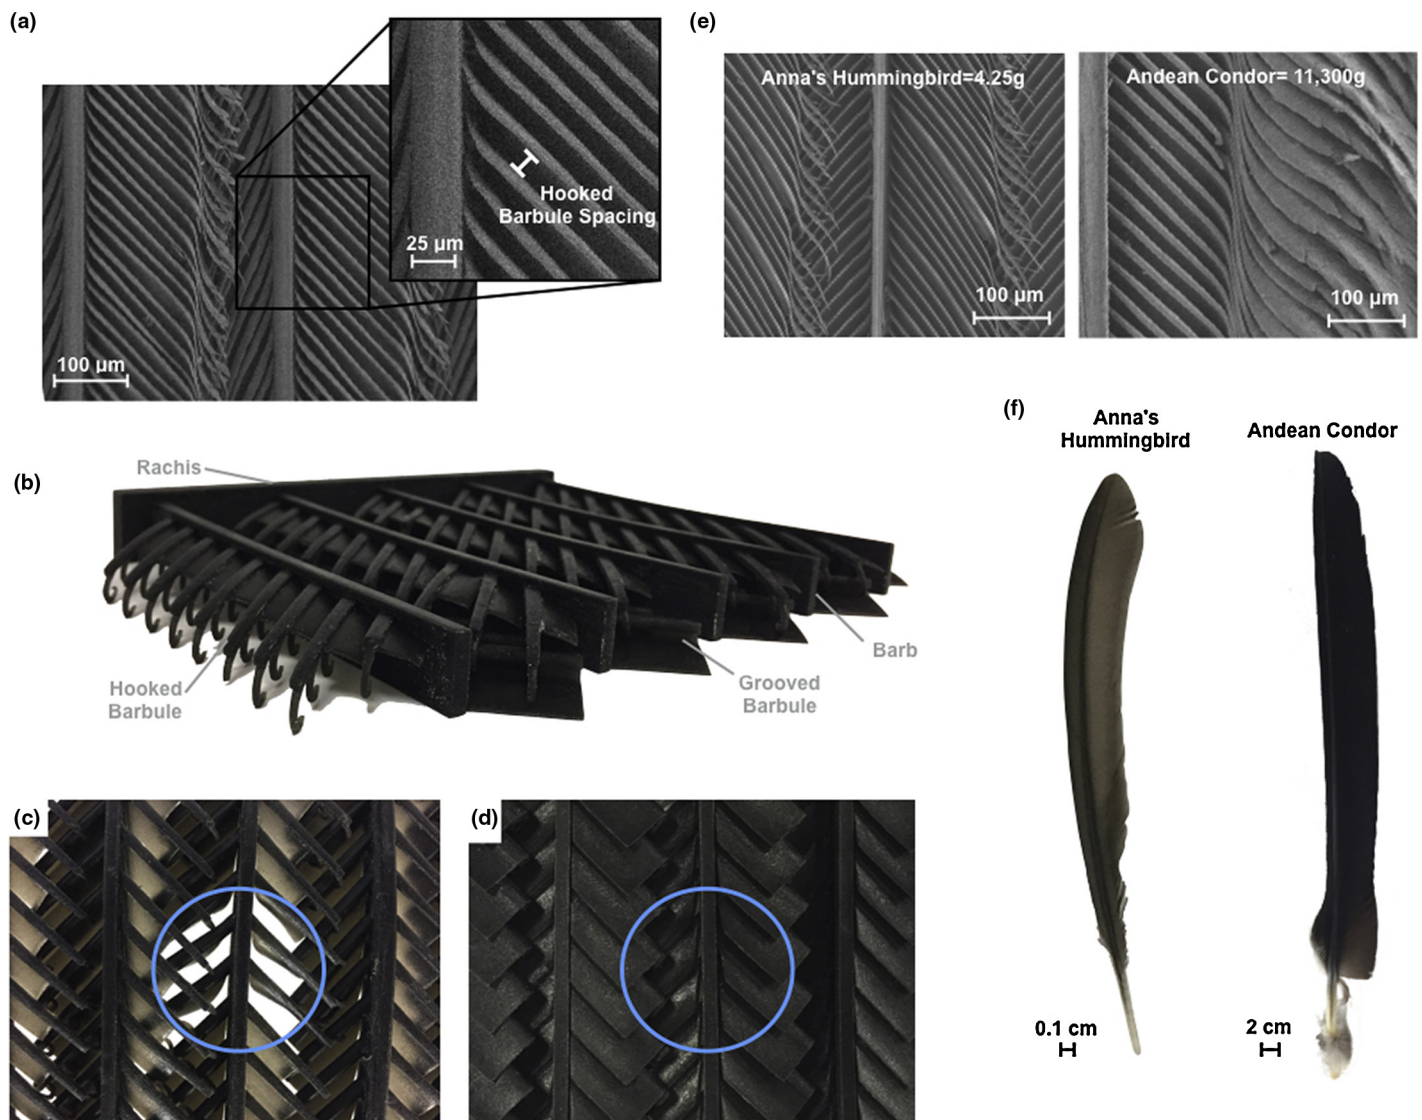 (a)
Hooked
Barbule Spacing
25 µm
100 µm
(e)
Anna's Hummingbird=4.25g
100 µm
Andean Condor= 11,300g
100 µm
(b)
Rachis
Hooked
Barbule
Grooved
Barbule
Barb
(c)
(d)
(f)
Anna's
Hummingbird
Andean Condor
0.1 cm
2 cm